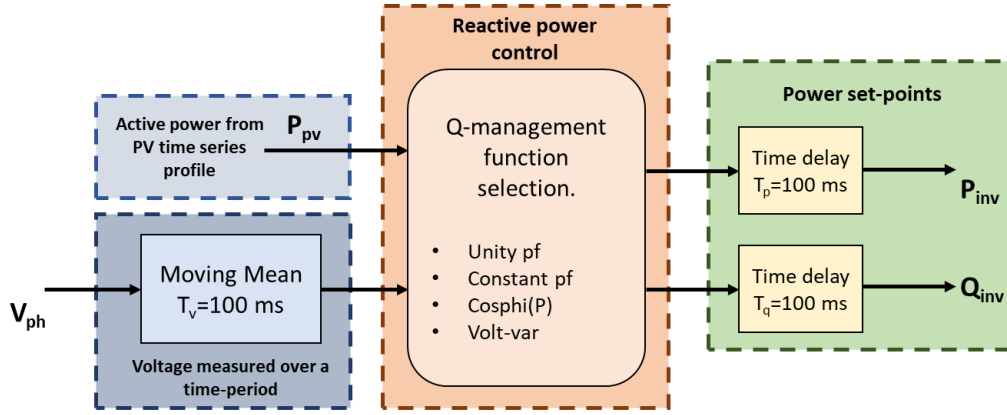 Reactive power
control
Active power from
PV time series
profile
P_pv
Q-management
function
selection.
• Unity pf
• Constant pf
• Cosphi(P)
• Volt-var
V_ph
Moving Mean
T_v=100 ms
Voltage measured over a
time-period
Power set-points
Time delay
T_p=100 ms
P_inv
Time delay
T_q=100 ms
Q_inv